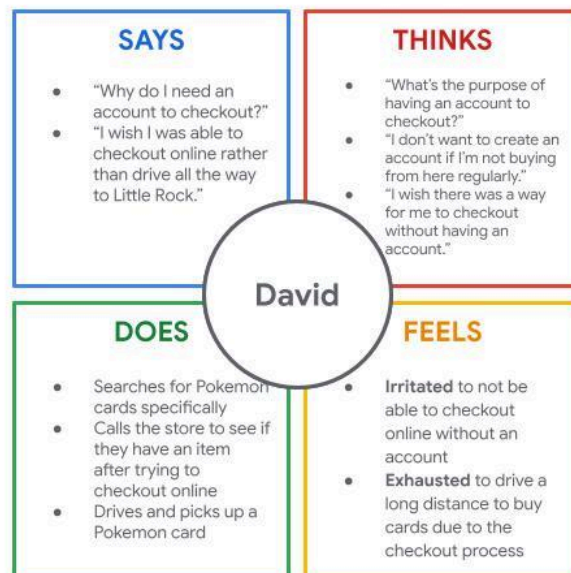 SAYS
● “Why do I need an
account to checkout?”
● “I wish I was able to
checkout online rather
than drive all the way
to Little Rock.”
THINKS
● “What’s the purpose of
having an account to
checkout?”
● “I don’t want to create an
account if I’m not buying
from here regularly.”
● “I wish there was a way
for me to checkout
without having an
account.”
David
DOES
● Searches for Pokemon
cards specifically
● Calls the store to see if
they have an item
after trying to
checkout online
● Drives and picks up a
Pokemon card
FEELS
● Irritated to not be
able to checkout
online without an
account
● Exhausted to drive a
long distance to buy
cards due to the
checkout process